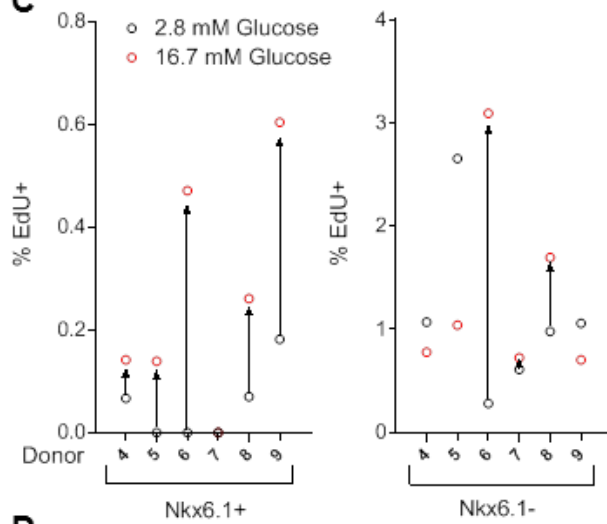 C
0.8
0.6
0.4
0.2
0.0
% EdU+
2.8 mM Glucose
16.7 mM Glucose
Donor
4 5 6 7 8 9
Nkx6.1+
4
3
2
1
0
% EdU+
4 5 6 7 8 9
Nkx6.1-